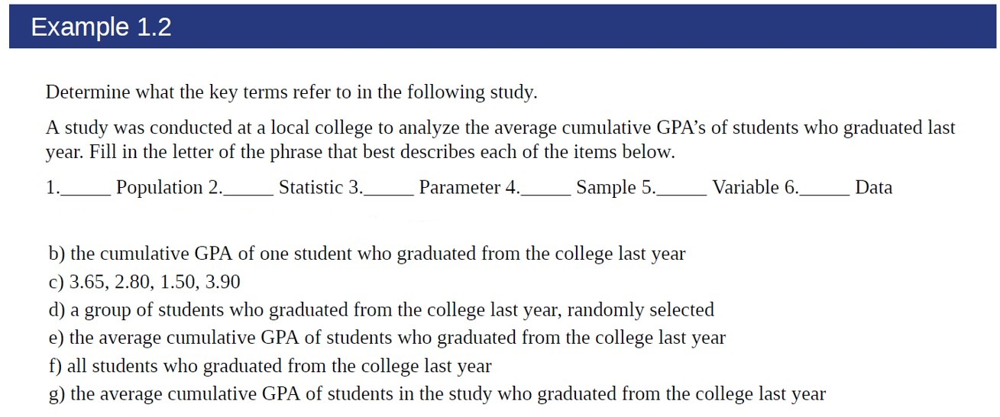 Example 1.2
Determine what the key terms refer to in the following study.
A study was conducted at a local college to analyze the average cumulative GPA’s of students who graduated last
year. Fill in the letter of the phrase that best describes each of the items below.
1._____ Population 2._____ Statistic 3._____ Parameter 4._____ Sample 5._____ Variable 6._____ Data
b) the cumulative GPA of one student who graduated from the college last year
c) 3.65, 2.80, 1.50, 3.90
d) a group of students who graduated from the college last year, randomly selected
e) the average cumulative GPA of students who graduated from the college last year
f) all students who graduated from the college last year
g) the average cumulative GPA of students in the study who graduated from the college last year